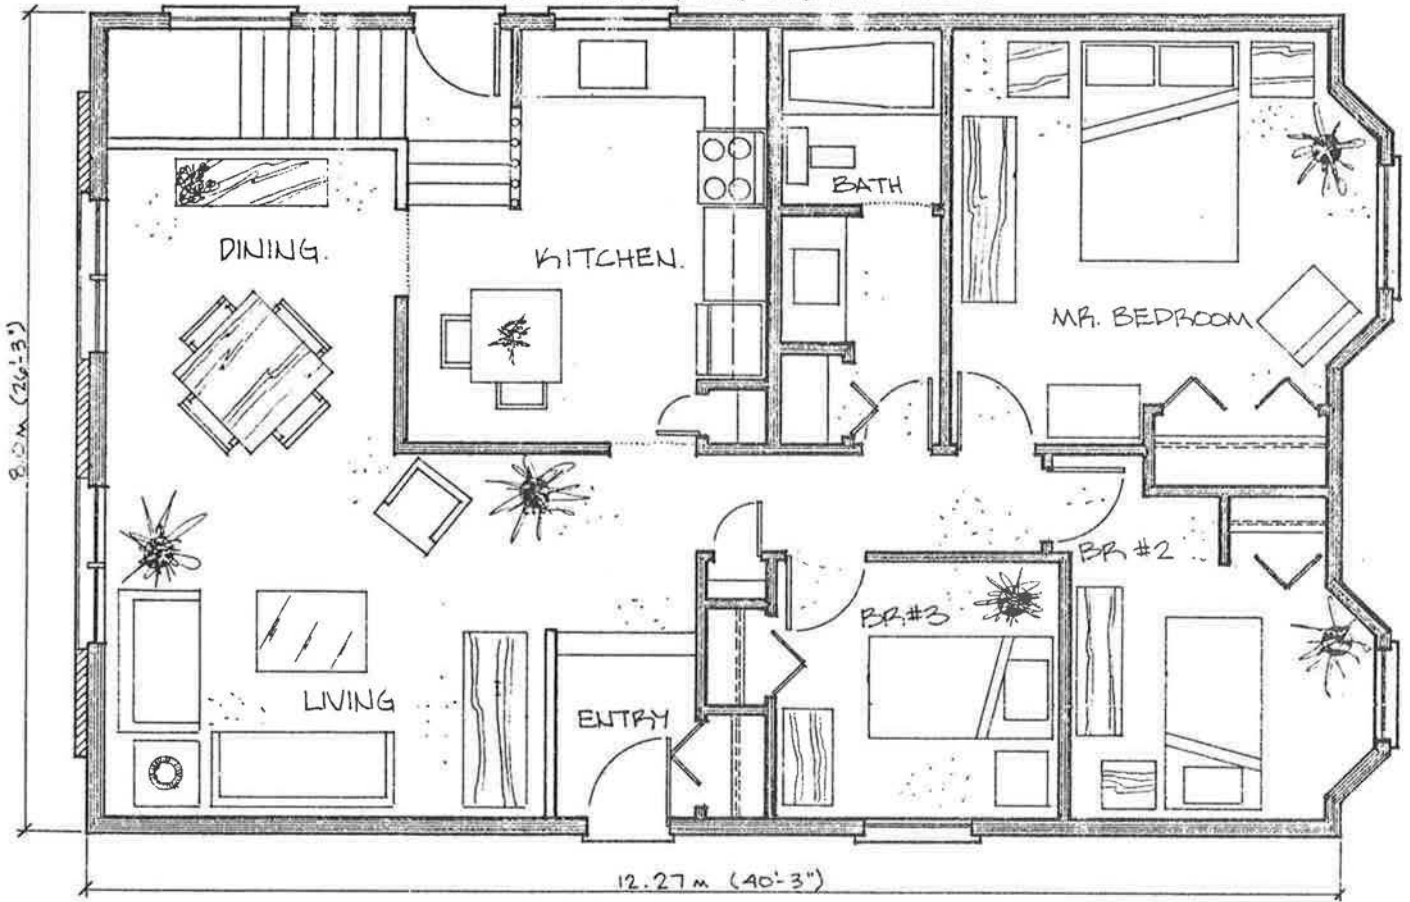 BATH
DINING.
KITCHEN.
MR. BEDROOM
8.0 m (26'-3")
BR #2
BR #3
LIVING
ENTRY
12.27 m (40'-3")